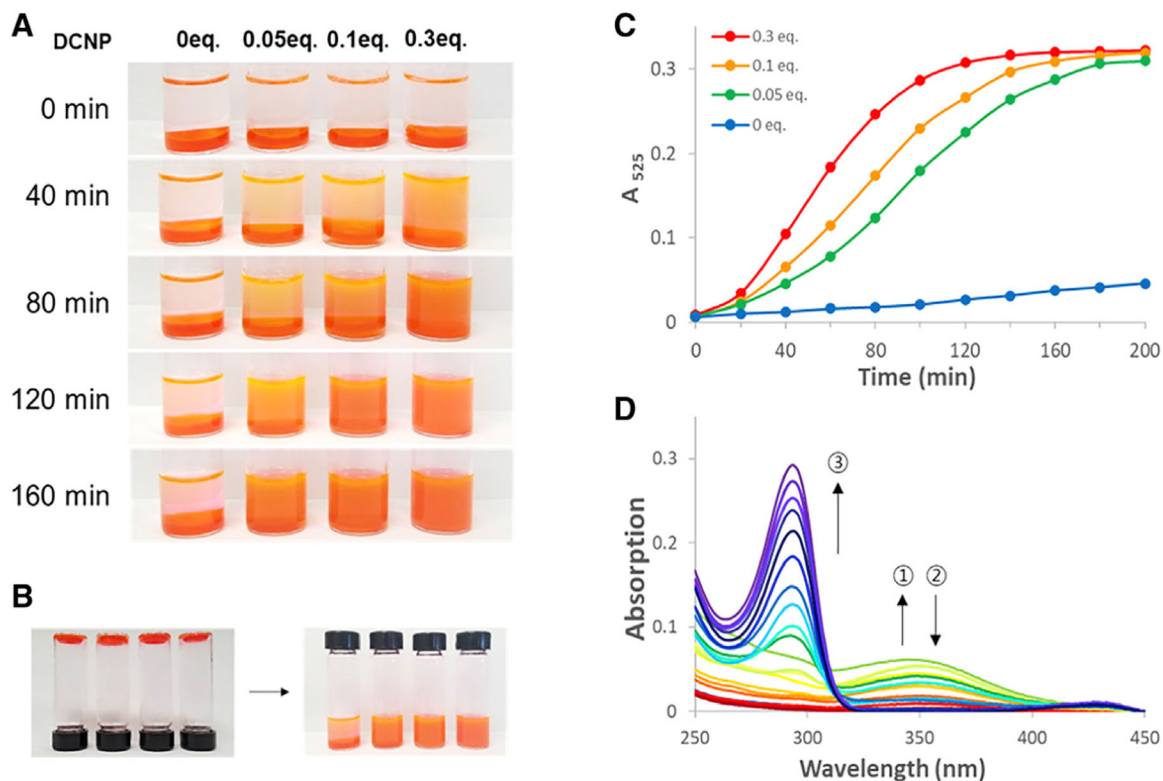 A
DCNP 0eq. 0.05eq. 0.1eq. 0.3eq.
0 min
40 min
80 min
120 min
160 min
B
C
0.3 eq.
0.1 eq.
0.05 eq.
0 eq.
0.3
0.2
0.1
0
A 525
0 40 80 120 160 200
Time (min)
D
0.3
0.2
0.1
0
Absorption
③
① ②
250 300 350 400 450
Wavelength (nm)